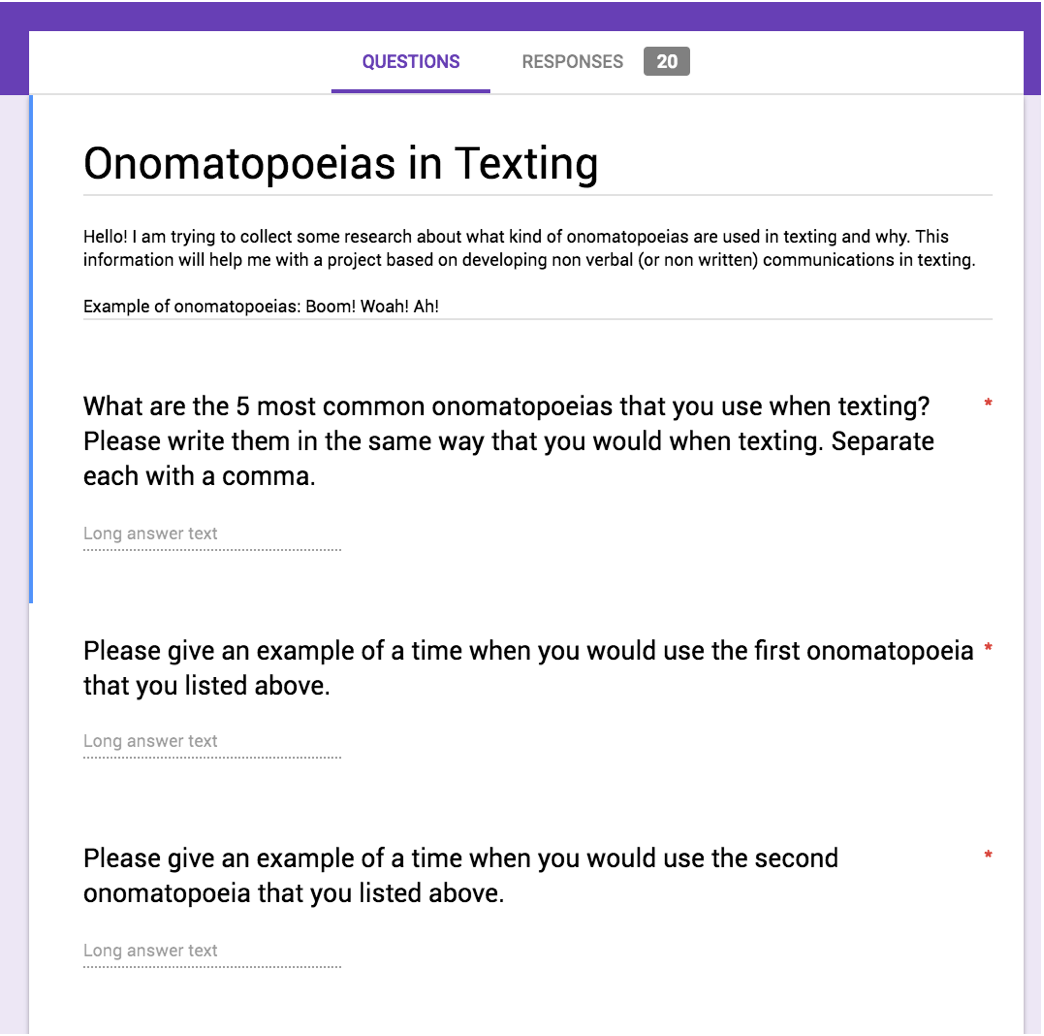 QUESTIONS RESPONSES 20
Onomatopoeias in Texting
Hello! I am trying to collect some research about what kind of onomatopoeias are used in texting and why. This
information will help me with a project based on developing non verbal (or non written) communications in texting.
Example of onomatopoeias: Boom! Woah! Ah!
What are the 5 most common onomatopoeias that you use when texting? *
Please write them in the same way that you would when texting. Separate
each with a comma.
Long answer text
Please give an example of a time when you would use the first onomatopoeia *
that you listed above.
Long answer text
Please give an example of a time when you would use the second *
onomatopoeia that you listed above.
Long answer text